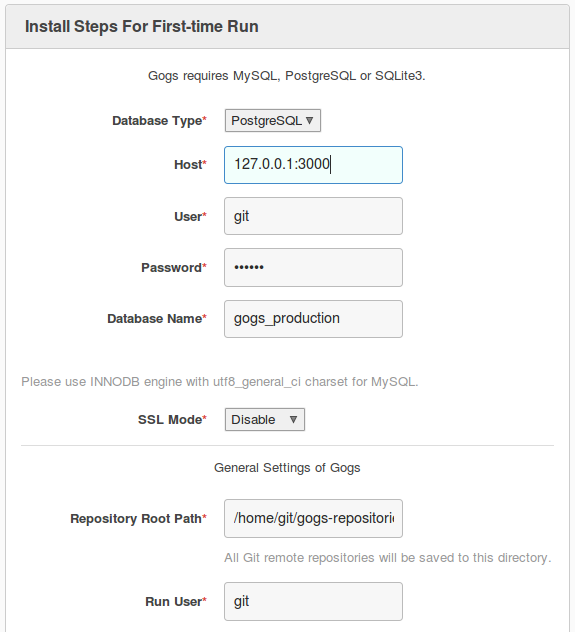 Install Steps For First-time Run
Gogs requires MySQL, PostgreSQL or SQLite3.
Database Type* PostgreSQL
Host* 127.0.0.1:3000
User* git
Password* ••••••
Database Name* gogs_production
Please use INNODB engine with utf8_general_ci charset for MySQL.
SSL Mode* Disable
General Settings of Gogs
Repository Root Path* /home/git/gogs-repositori
All Git remote repositories will be saved to this directory.
Run User* git